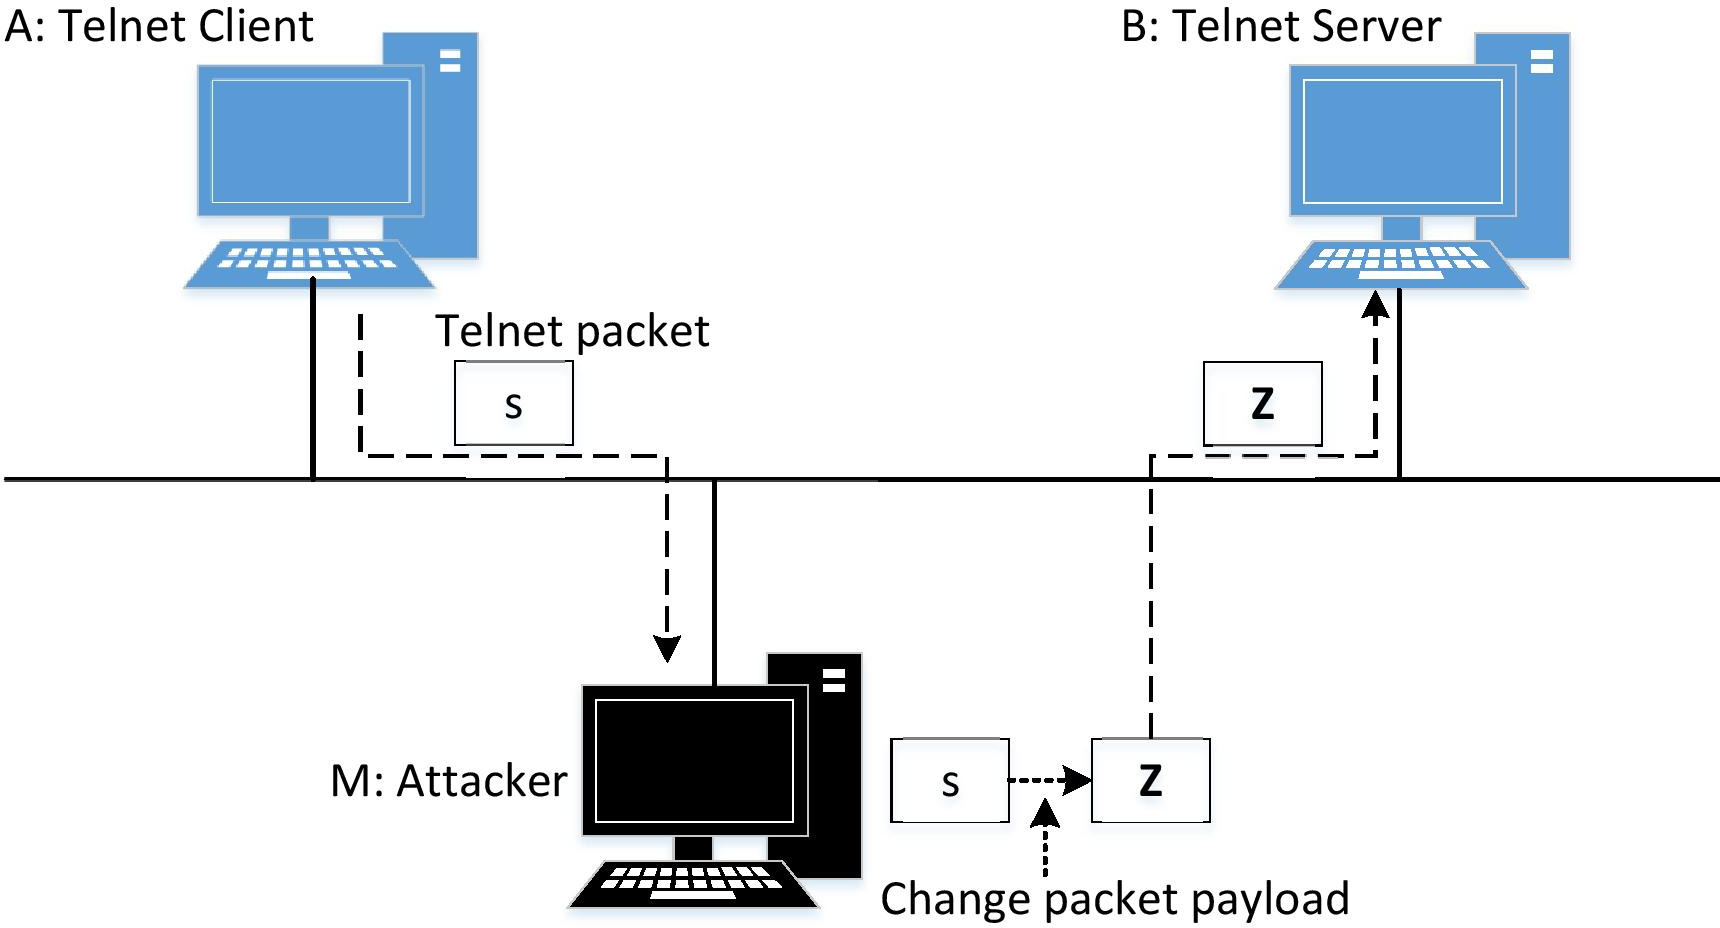 A: Telnet Client
B: Telnet Server
Telnet packet
s
Z
M: Attacker
s
Z
Change packet payload